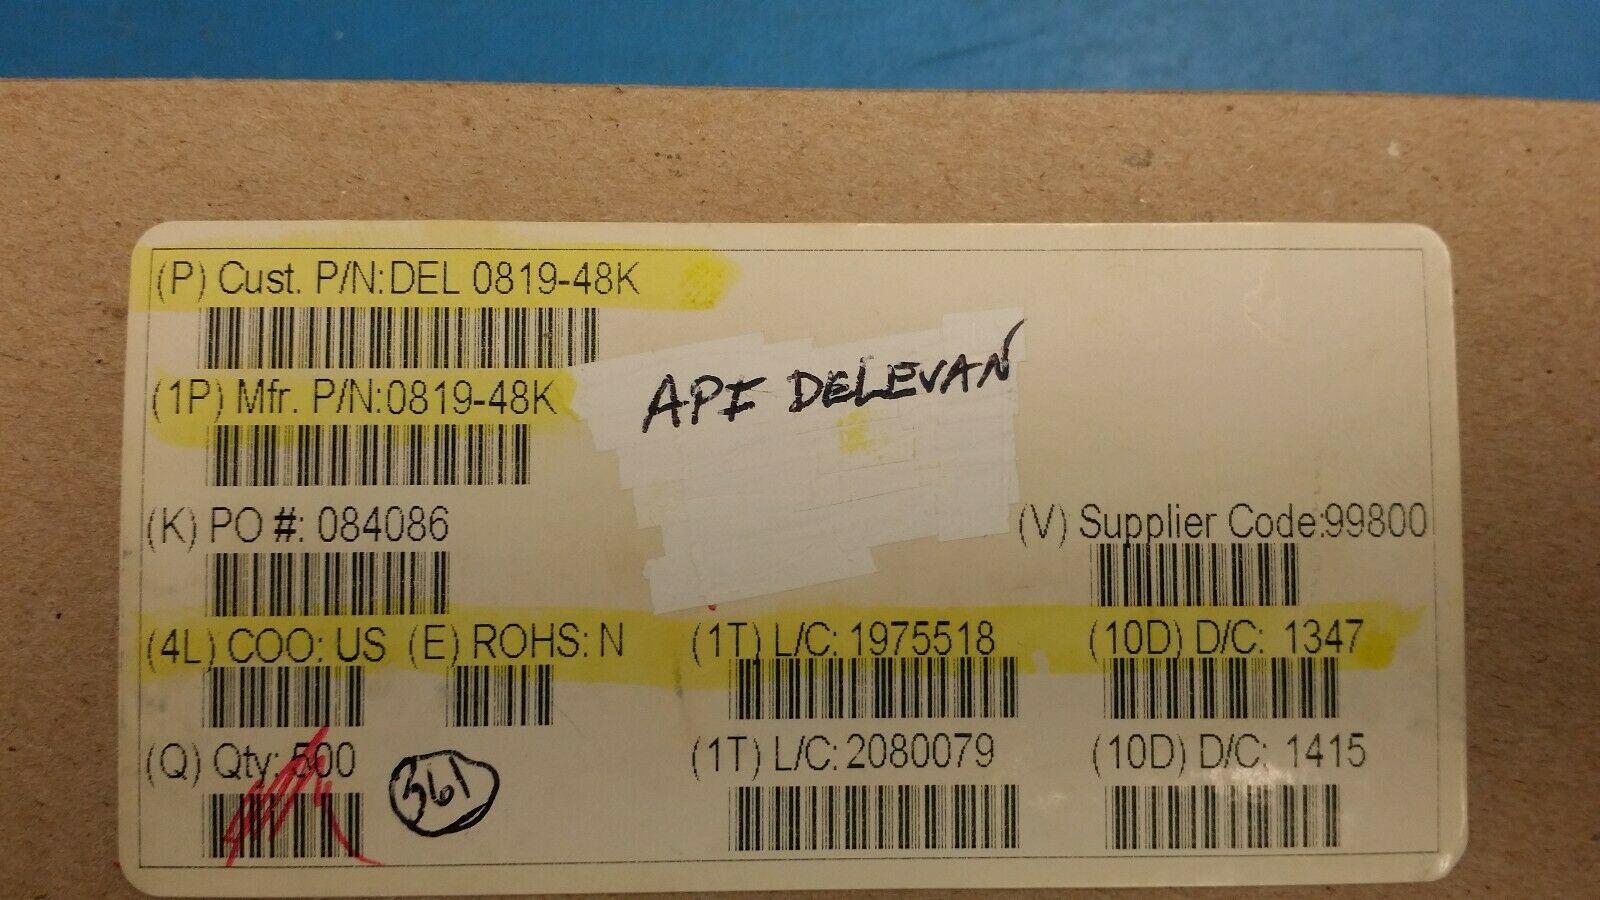 (P) Cust. P/N:DEL 0819-48K
(1P) Mfr. P/N:0819-48K
API DELEVAN
(K) PO #: 084086
(V) Supplier Code:99800
(4L) COO: US (E) ROHS: N (1T) L/C: 1975518 (10D) D/C: 1347
(Q) Qty: 500 361 (1T) L/C: 2080079 (10D) D/C: 1415